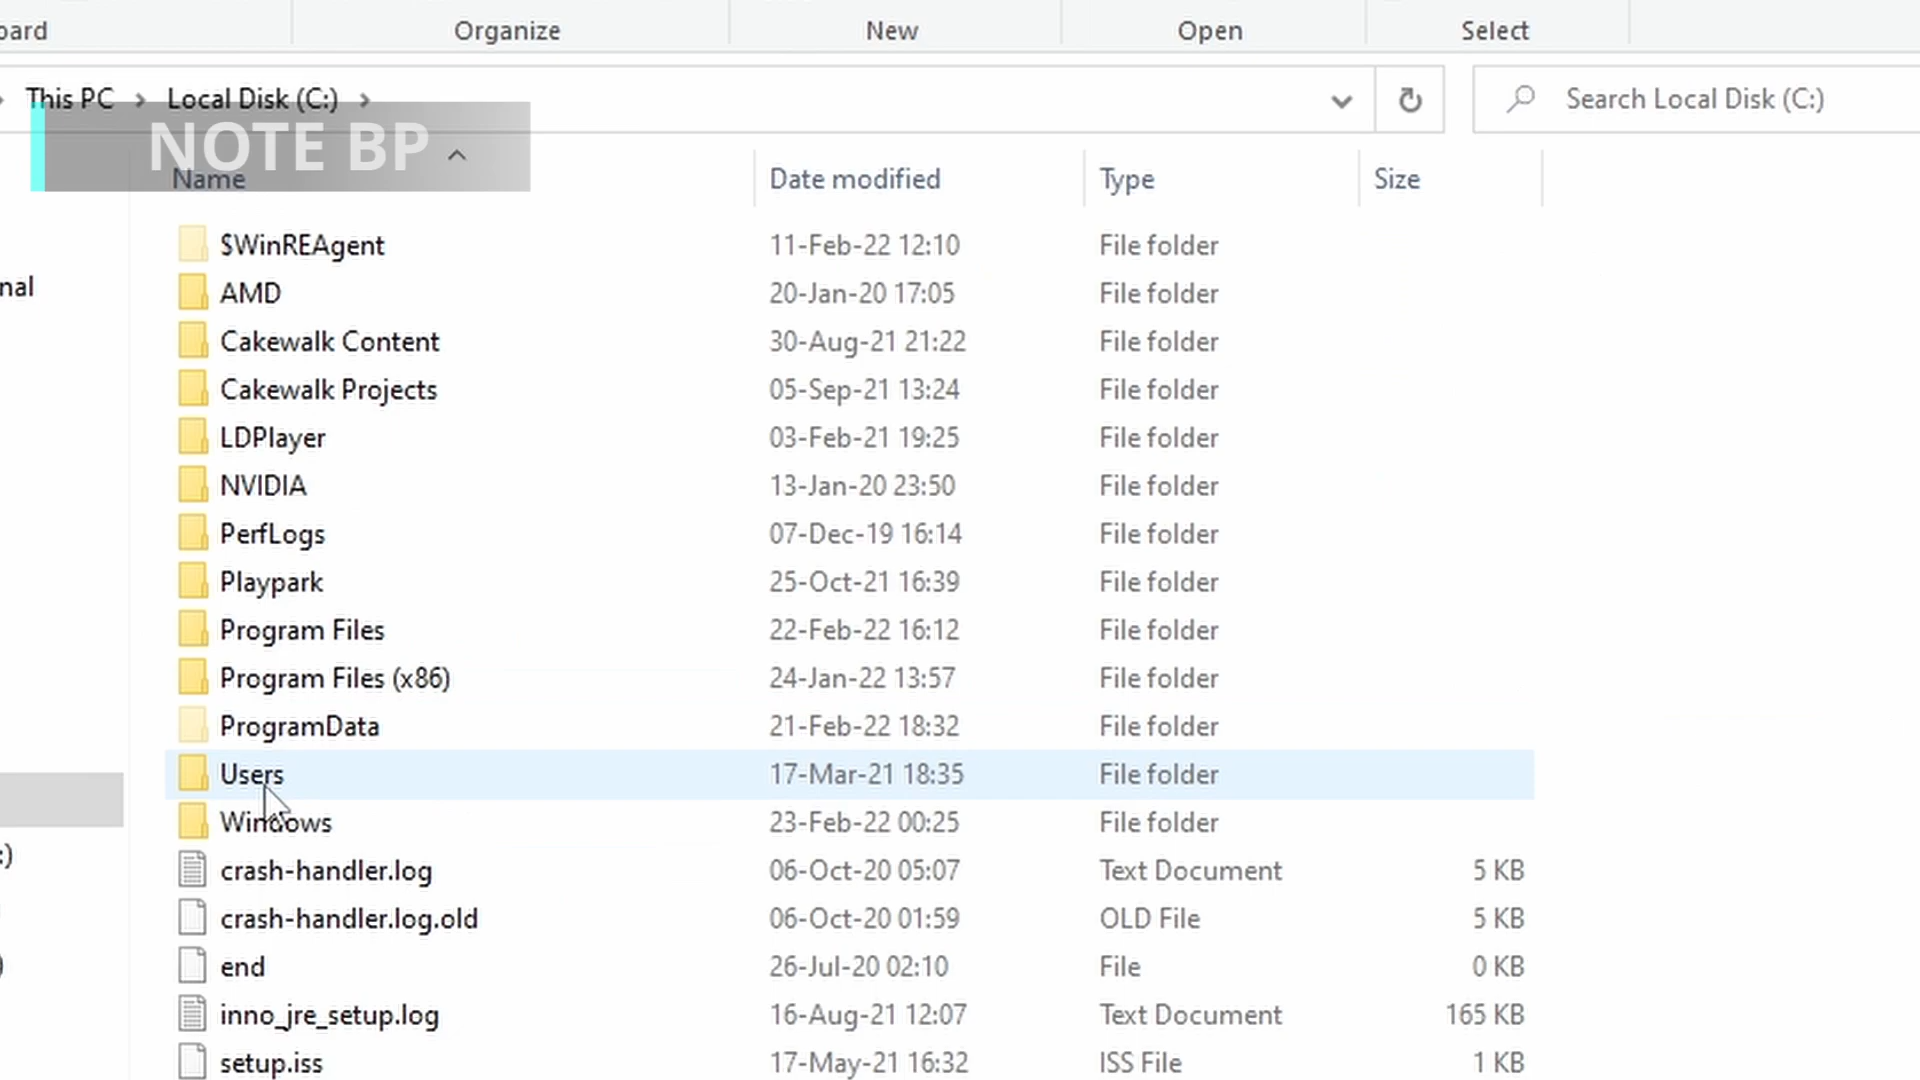 oard Organize New Open Select
This PC Local Disk (C:) Search Local Disk (C:)
NOTE BP
Name Date modified Type Size
$WinREAgent 11-Feb-22 12:10 File folder
AMD 20-Jan-20 17:05 File folder
Cakewalk Content 30-Aug-21 21:22 File folder
Cakewalk Projects 05-Sep-21 13:24 File folder
LDPlayer 03-Feb-21 19:25 File folder
NVIDIA 13-Jan-20 23:50 File folder
PerfLogs 07-Dec-19 16:14 File folder
Playpark 25-Oct-21 16:39 File folder
Program Files 22-Feb-22 16:12 File folder
Program Files (x86) 24-Jan-22 13:57 File folder
ProgramData 21-Feb-22 18:32 File folder
Users 17-Mar-21 18:35 File folder
Windows 23-Feb-22 00:25 File folder
crash-handler.log 06-Oct-20 05:07 Text Document 5 KB
crash-handler.log.old 06-Oct-20 01:59 OLD File 5 KB
end 26-Jul-20 02:10 File 0 KB
inno_jre_setup.log 16-Aug-21 12:07 Text Document 165 KB
setup.iss 17-May-21 16:32 ISS File 1 KB
nal
:)
)